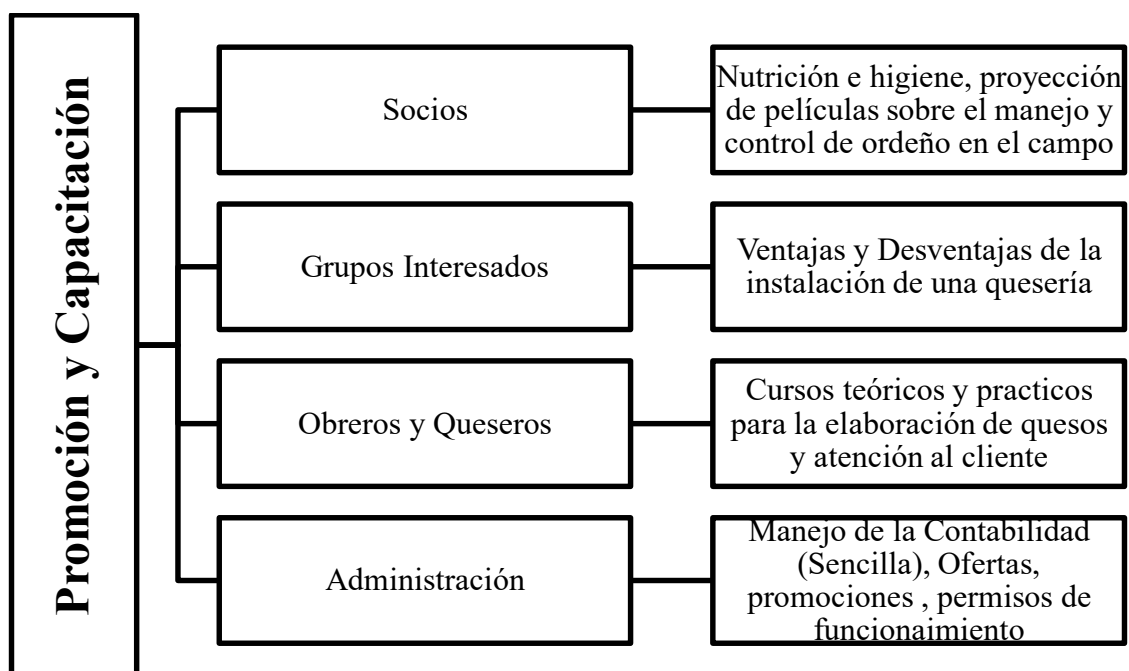 Promoción y Capacitación
Socios
Nutrición e higiene, proyección
de películas sobre el manejo y
control de ordeño en el campo
Grupos Interesados
Ventajas y Desventajas de la
instalación de una quesería
Obreros y Queseros
Cursos teóricos y practicos
para la elaboración de quesos
y atención al cliente
Administración
Manejo de la Contabilidad
(Sencilla), Ofertas,
promociones , permisos de
funcionaimiento